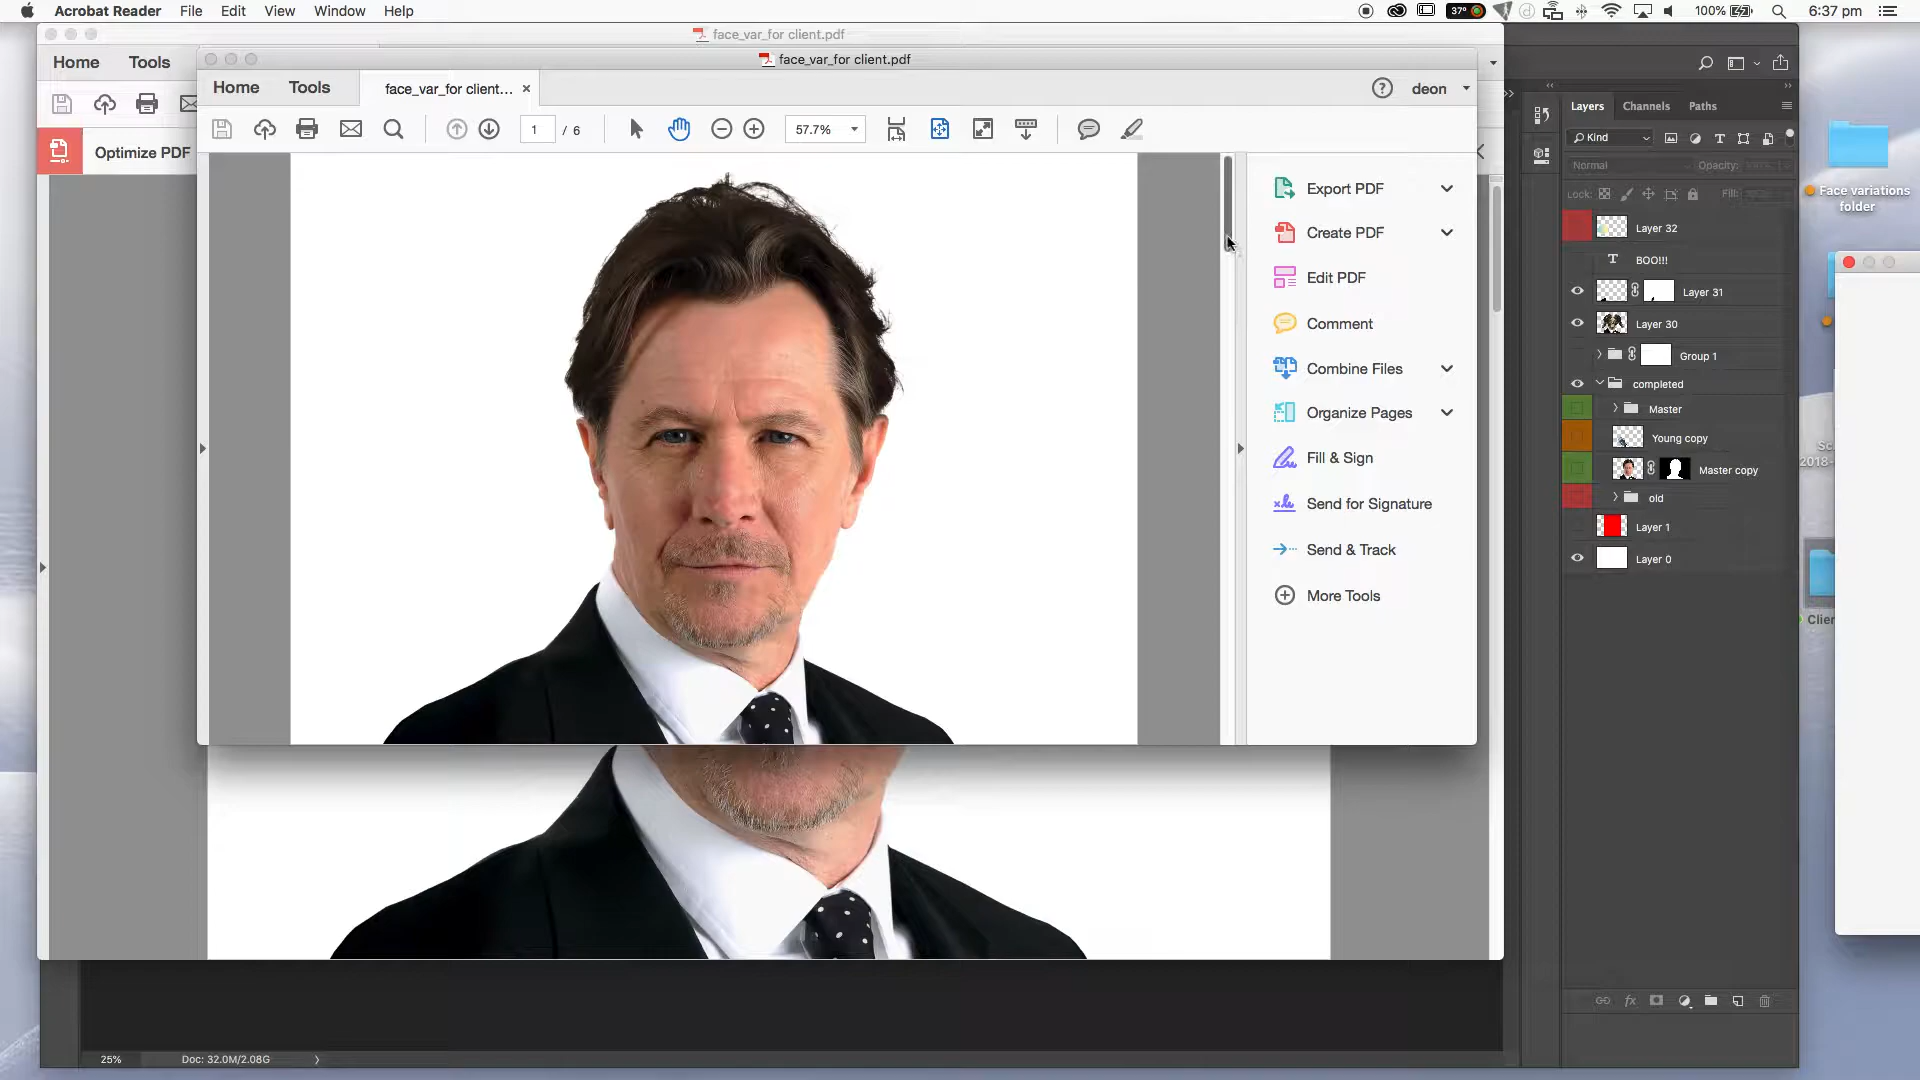 Acrobat Reader File Edit View Window Help
37° 100% 6:37 pm
face_var_for client.pdf
Home Tools
face_var_for client.pdf
Home Tools face_var_for client... × deon
1 / 6 57.7%
Optimize PDF
Export PDF
Create PDF
Edit PDF
Comment
Combine Files
Organize Pages
Fill & Sign
Send for Signature
Send & Track
More Tools
Layers Channels Paths
Kind
Normal Opacity:
Lock: Fill:
Layer 32
BOO!!!
Layer 31
Layer 30
Group 1
completed
Master
Young copy
Master copy
old
Layer 1
Layer 0
Face variations
folder
Sc
2018-
Clier
25% Doc: 32.0M/2.08G